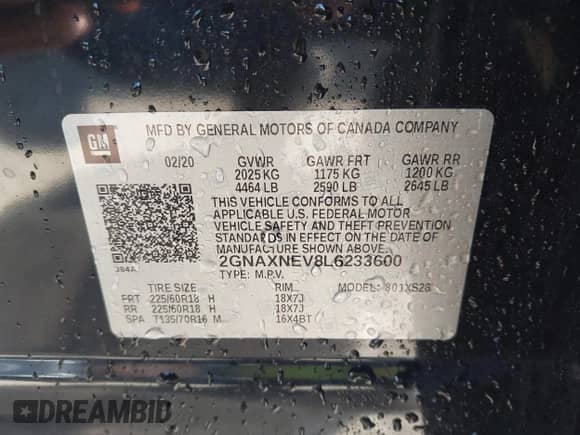 GM
MFD BY GENERAL MOTORS OF CANADA COMPANY
02/20 GVWR GAWR FRT GAWR RR
2025 KG 1175 KG 1200 KG
4464 LB 2590 LB 2645 LB
THIS VEHICLE CONFORMS TO ALL
APPLICABLE U.S. FEDERAL MOTOR
VEHICLE SAFETY AND THEFT PREVENTION
STANDARDS IN EFFECT ON THE DATE OF
MANUFACTURE SHOWN ABOVE.
2GNAXNEV8L6233600
TYPE: M.P.V.
TIRE SIZE RIM MODEL:
FRT 225/60R18 H 18X7J
RR 225/60R18 H 18X7J
SPA T135/70R16 M 16X4BT
DREAMBID